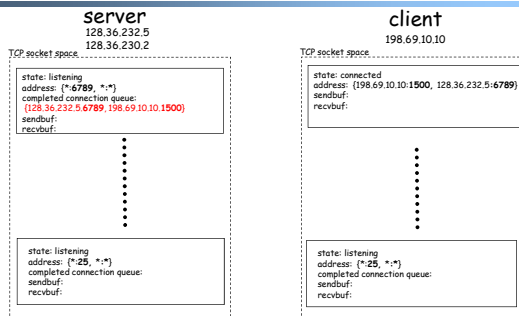 server
128.36.232.5
128.36.230.2
TCP socket space
state: listening
address: {*:6789, *:*}
completed connection queue:
{128.36.232.5.6789, 198.69.10.10.1500}
sendbuf:
recvbuf:
state: listening
address: {*:25, *:*}
completed connection queue:
sendbuf:
recvbuf:
client
198.69.10.10
TCP socket space
state: connected
address: {198.69.10.10:1500, 128.36.232.5:6789}
sendbuf:
recvbuf:
state: listening
address: {*:25, *:*}
completed connection queue:
sendbuf:
recvbuf: